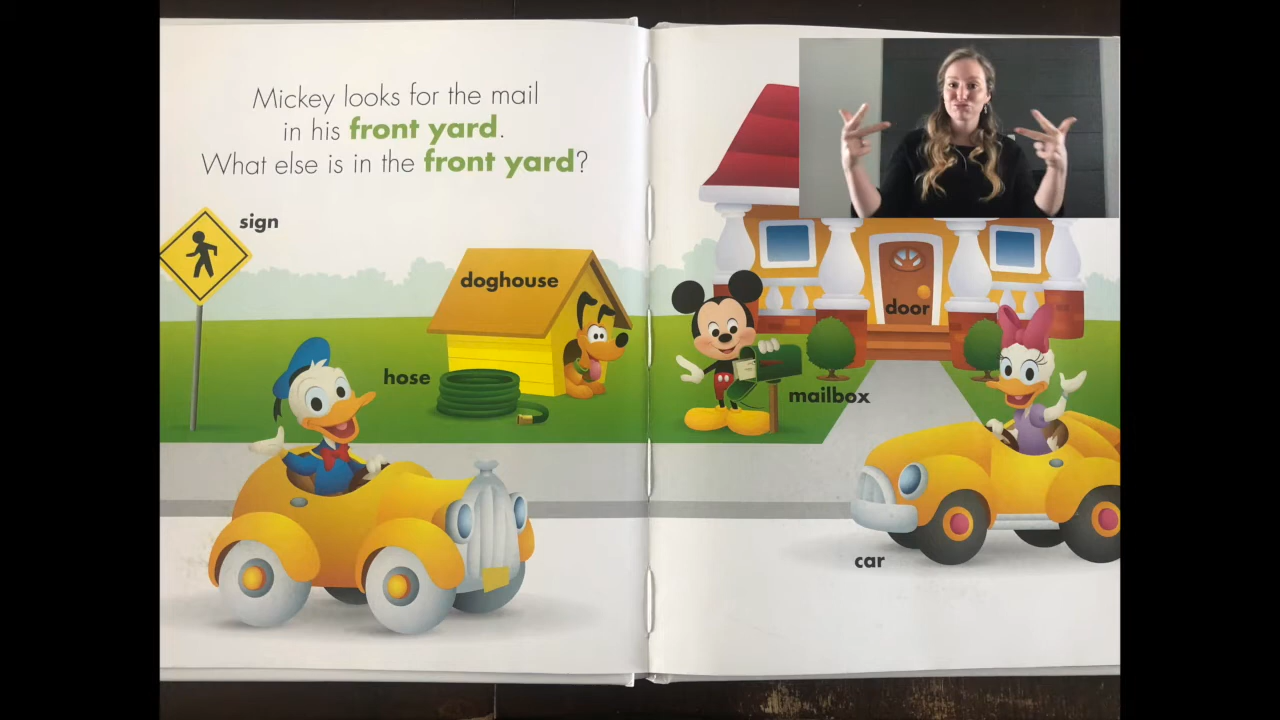 Mickey looks for the mail
in his front yard.
What else is in the front yard?
sign
doghouse
hose
door
mailbox
car